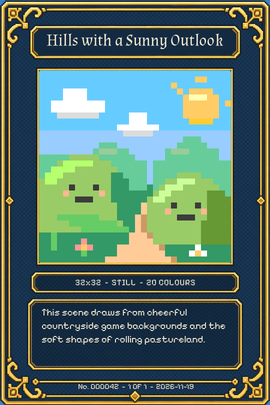 Hills with a Sunny Outlook
32x32 - STILL - 20 COLOURS
This scene draws from cheerful
countryside game backgrounds and the
soft shapes of rolling pastureland.
No. 000042 - 1 OF 1 - 2026-11-19